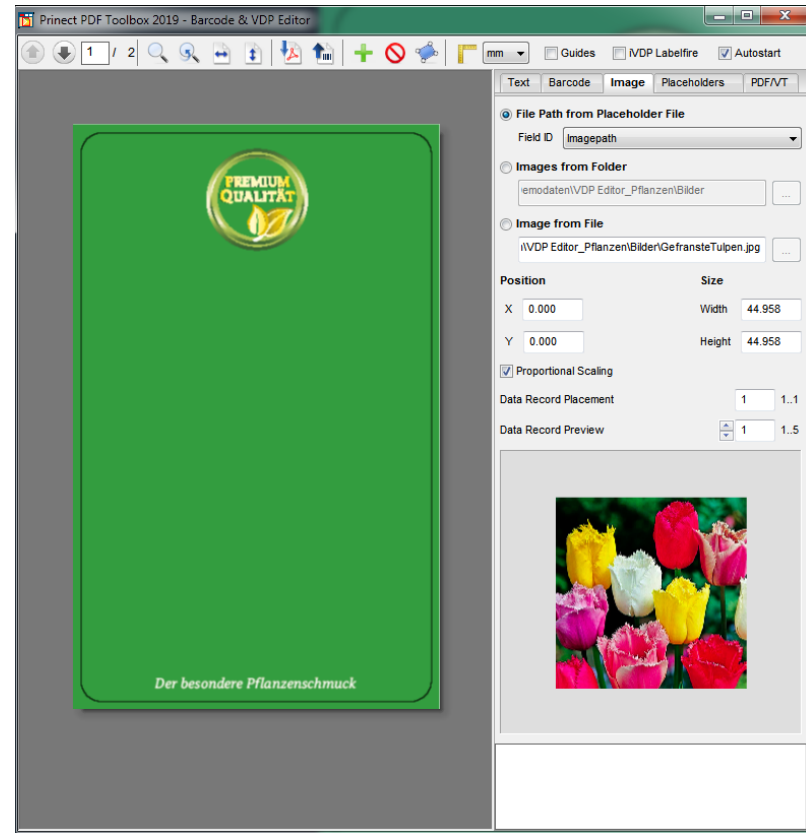 Prinect PDF Toolbox 2019 - Barcode & VDP Editor
1 / 2 mm Guides iVDP Labelfire Autostart
Text Barcode Image Placeholders PDF/VT
File Path from Placeholder File
Field ID Imagepath
Images from Folder
emodaten\VDP Editor_Pflanzen\Bilder ...
Image from File
\VDP Editor_Pflanzen\Bilder\GefransteTulpen.jpg ...
Position Size
X 0.000 Width 44.958
Y 0.000 Height 44.958
Proportional Scaling
Data Record Placement 1 1..1
Data Record Preview 1 1..5
PREMIUM
QUALITÄT
Der besondere Pflanzenschmuck